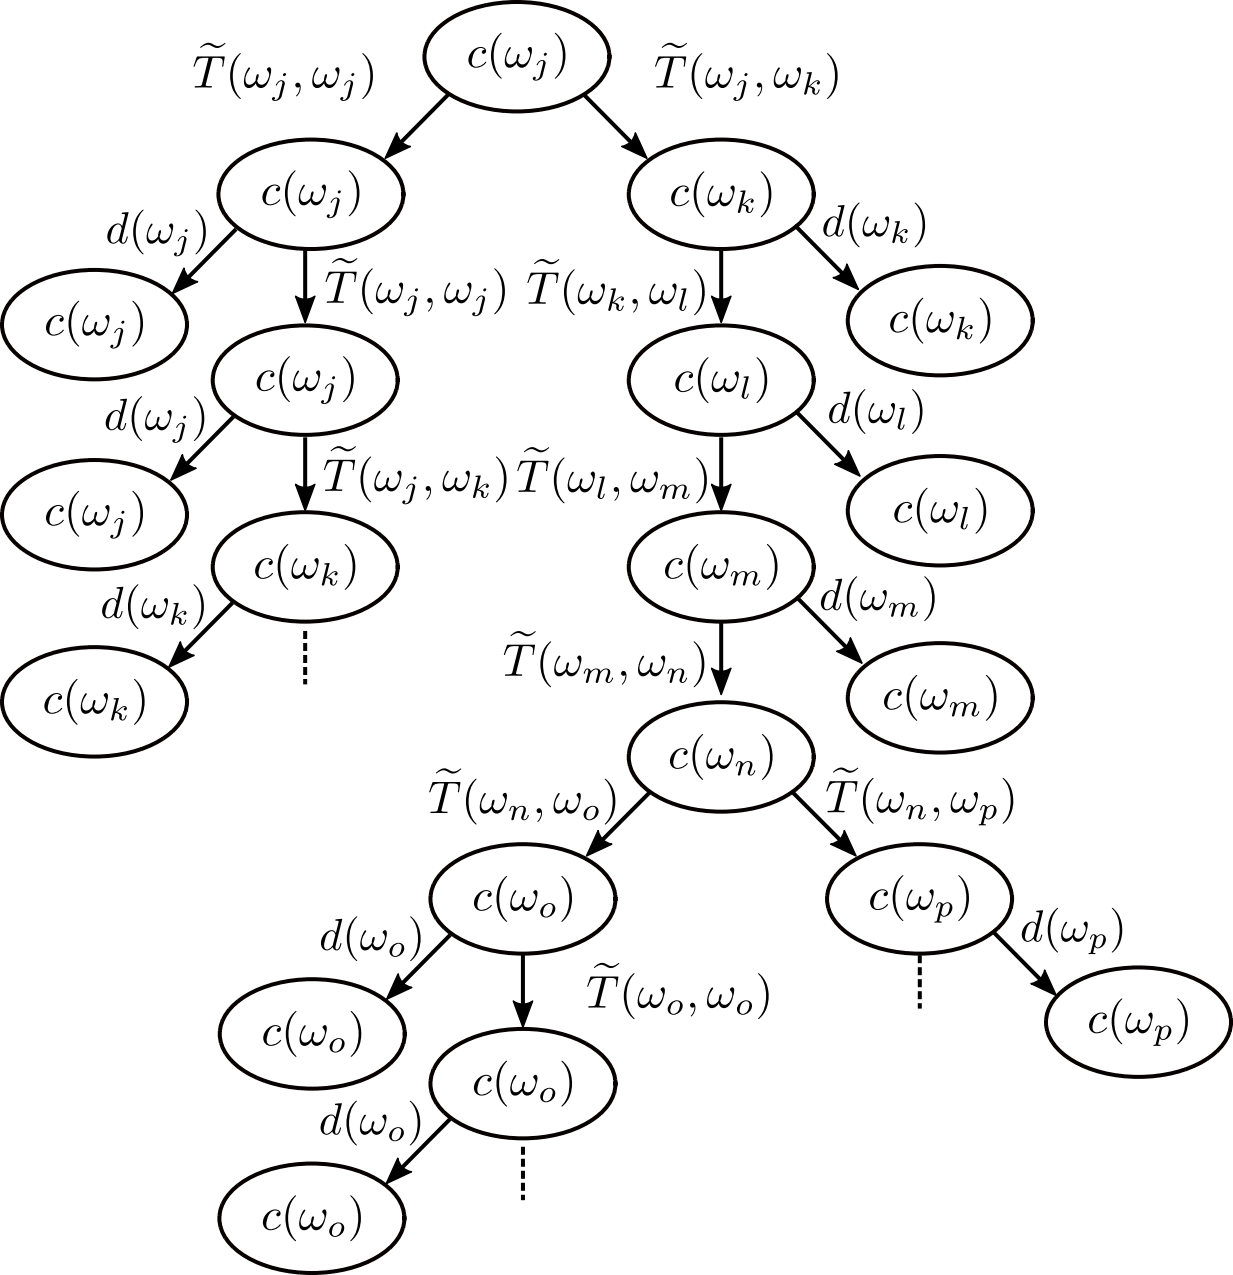 c(ω_j)
T̃(ω_j, ω_j) T̃(ω_j, ω_k)
c(ω_j) c(ω_k)
d(ω_j) d(ω_k)
T̃(ω_j, ω_j) T̃(ω_k, ω_l)
c(ω_j) c(ω_k)
c(ω_j) c(ω_l)
d(ω_j) d(ω_l)
T̃(ω_j, ω_k) T̃(ω_l, ω_m)
c(ω_j) c(ω_l)
c(ω_k) c(ω_m)
d(ω_k) d(ω_m)
T̃(ω_m, ω_n)
c(ω_k) c(ω_m)
c(ω_n)
T̃(ω_n, ω_o) T̃(ω_n, ω_p)
c(ω_o) c(ω_p)
d(ω_o) d(ω_p)
T̃(ω_o, ω_o)
c(ω_o) c(ω_p)
c(ω_o)
d(ω_o)
c(ω_o)